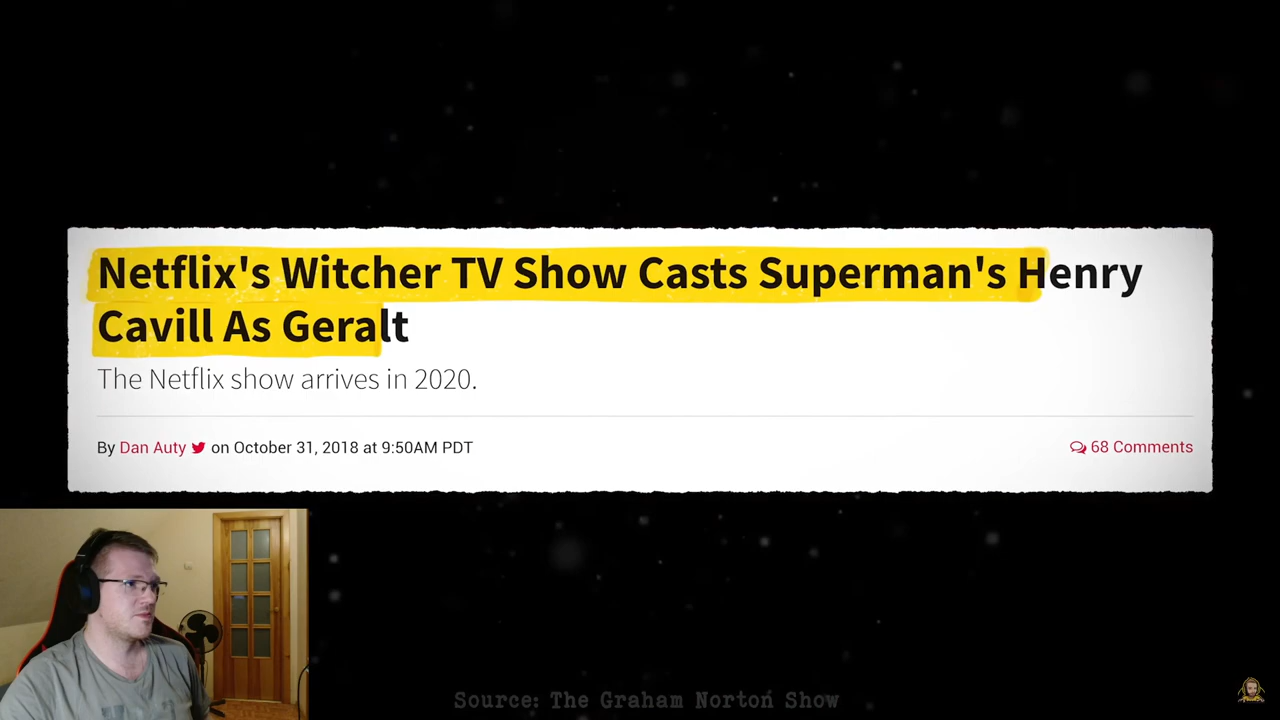 Netflix's Witcher TV Show Casts Superman's Henry
Cavill As Geralt
The Netflix show arrives in 2020.
By Dan Auty on October 31, 2018 at 9:50AM PDT
68 Comments
Source: The Graham Norton Show